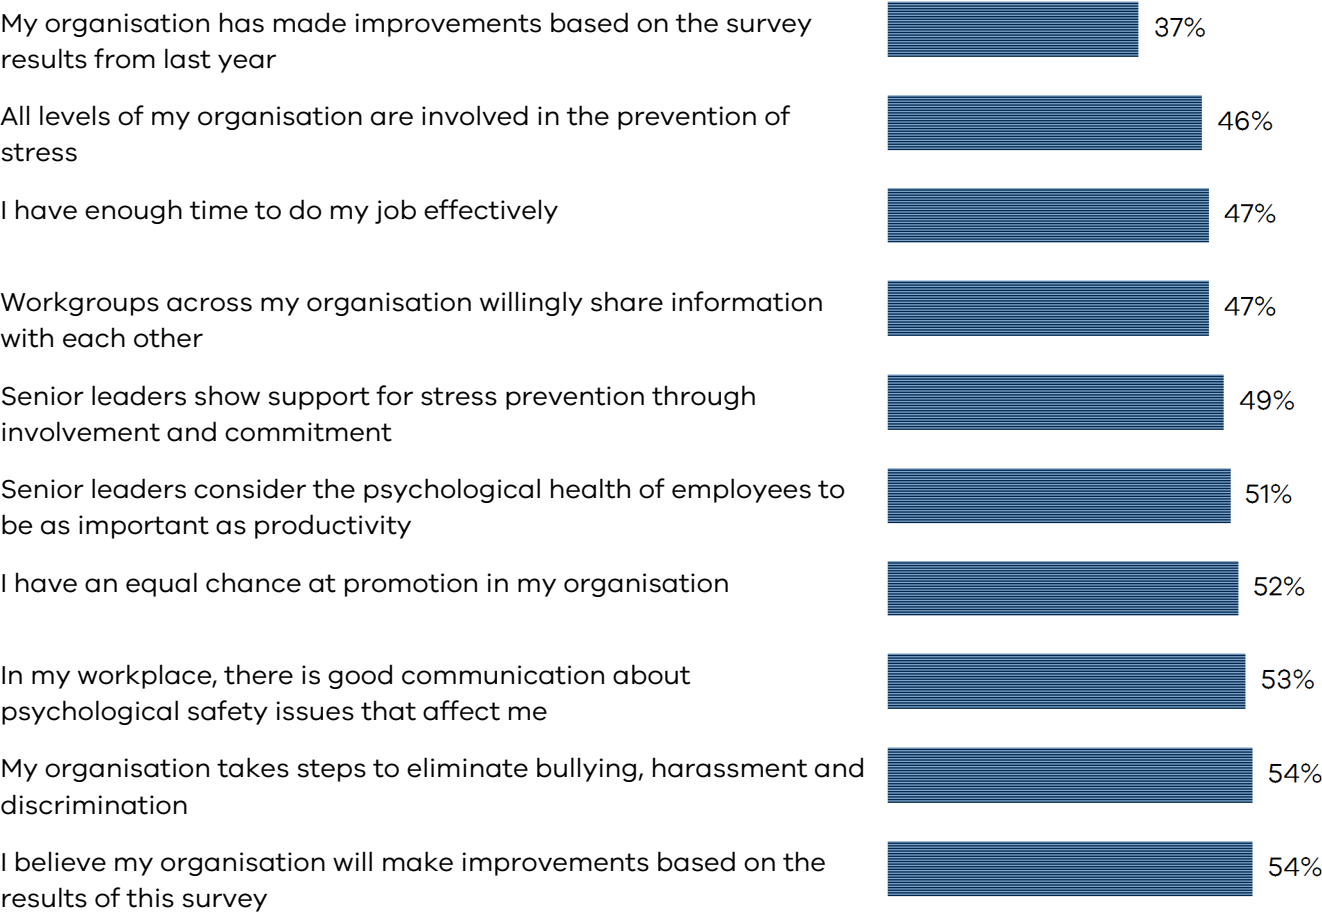 My organisation has made improvements based on the survey
results from last year
37%
All levels of my organisation are involved in the prevention of
stress
46%
I have enough time to do my job effectively
47%
Workgroups across my organisation willingly share information
with each other
47%
Senior leaders show support for stress prevention through
involvement and commitment
49%
Senior leaders consider the psychological health of employees to
be as important as productivity
51%
I have an equal chance at promotion in my organisation
52%
In my workplace, there is good communication about
psychological safety issues that affect me
53%
My organisation takes steps to eliminate bullying, harassment and
discrimination
54%
I believe my organisation will make improvements based on the
results of this survey
54%